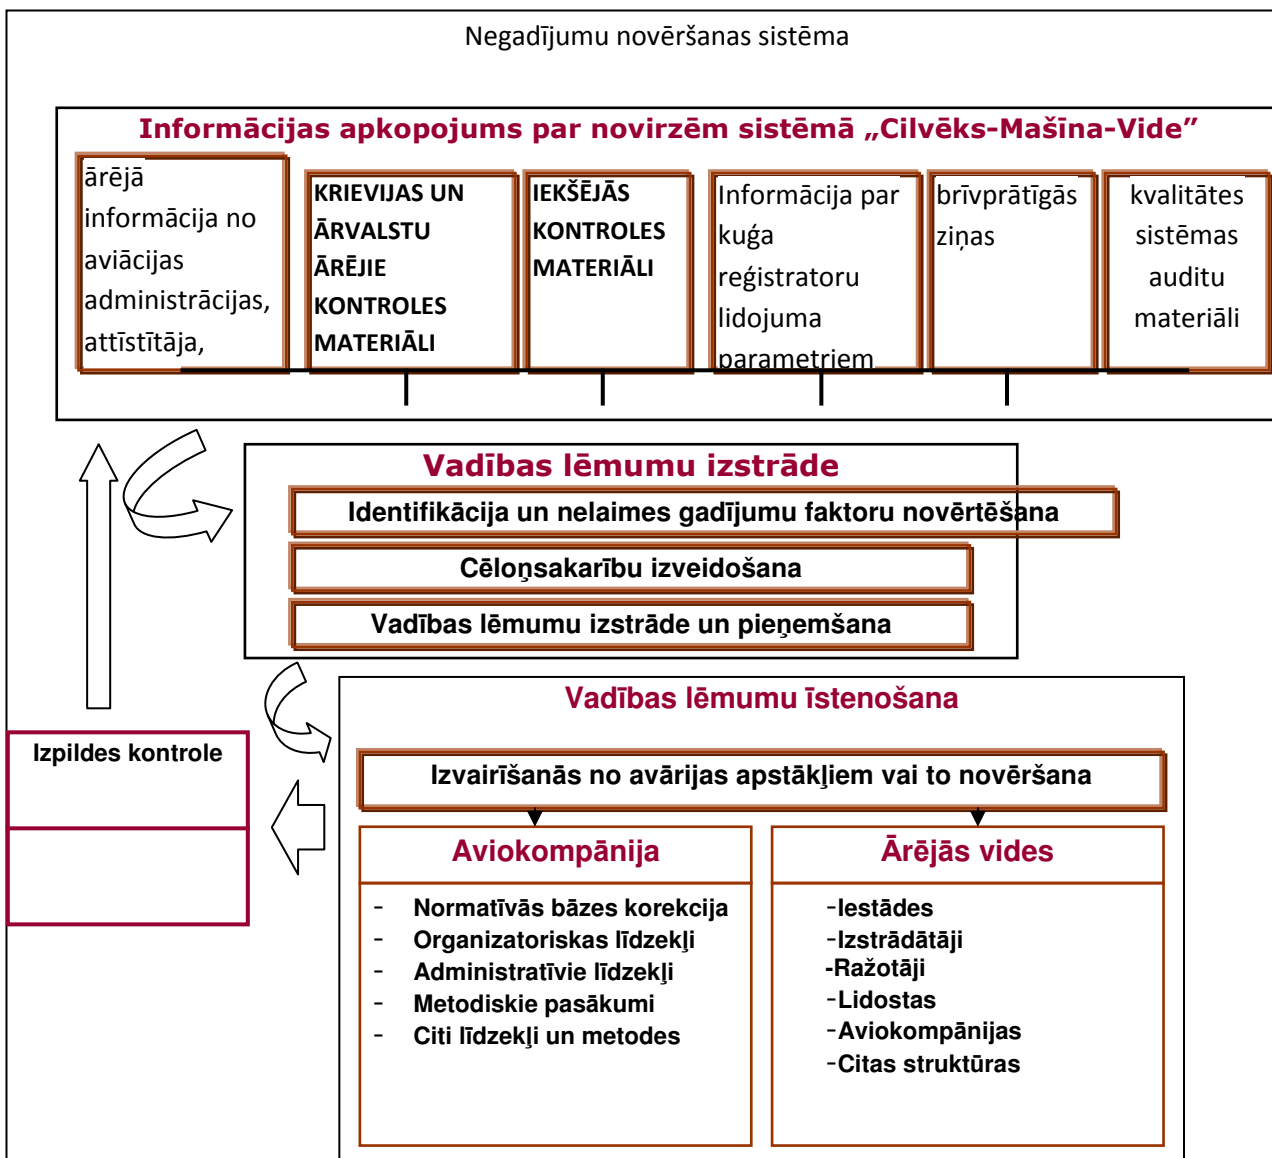 Negadījumu novēršanas sistēma
Informācijas apkopojums par novirzēm sistēmā „Cilvēks-Mašīna-Vide”
ārējā
informācija no
aviācijas
administrācijas,
attīstītāja,
KRIEVIJAS UN
ĀRVALSTU
ĀRĒJIE
KONTROLES
MATERIĀLI
IEKŠĒJĀS
KONTROLES
MATERIĀLI
Informācija par
kuģa
reģistratoru
lidojuma
parametriem
brīvprātīgās
ziņas
kvalitātes
sistēmas
auditu
materiāli
Vadības lēmumu izstrāde
Identifikācija un nelaimes gadījumu faktoru novērtēšana
Cēloņsakarību izveidošana
Vadības lēmumu izstrāde un pieņemšana
Vadības lēmumu īstenošana
Izpildes kontrole
Izvairīšanās no avārijas apstākļiem vai to novēršana
Aviokompānija
- Normatīvās bāzes korekcija
- Organizatoriskas līdzekļi
- Administratīvie līdzekļi
- Metodiskie pasākumi
- Citi līdzekļi un metodes
Ārējās vides
-Iestādes
-Izstrādātāji
-Ražotāji
-Lidostas
-Aviokompānijas
-Citas struktūras